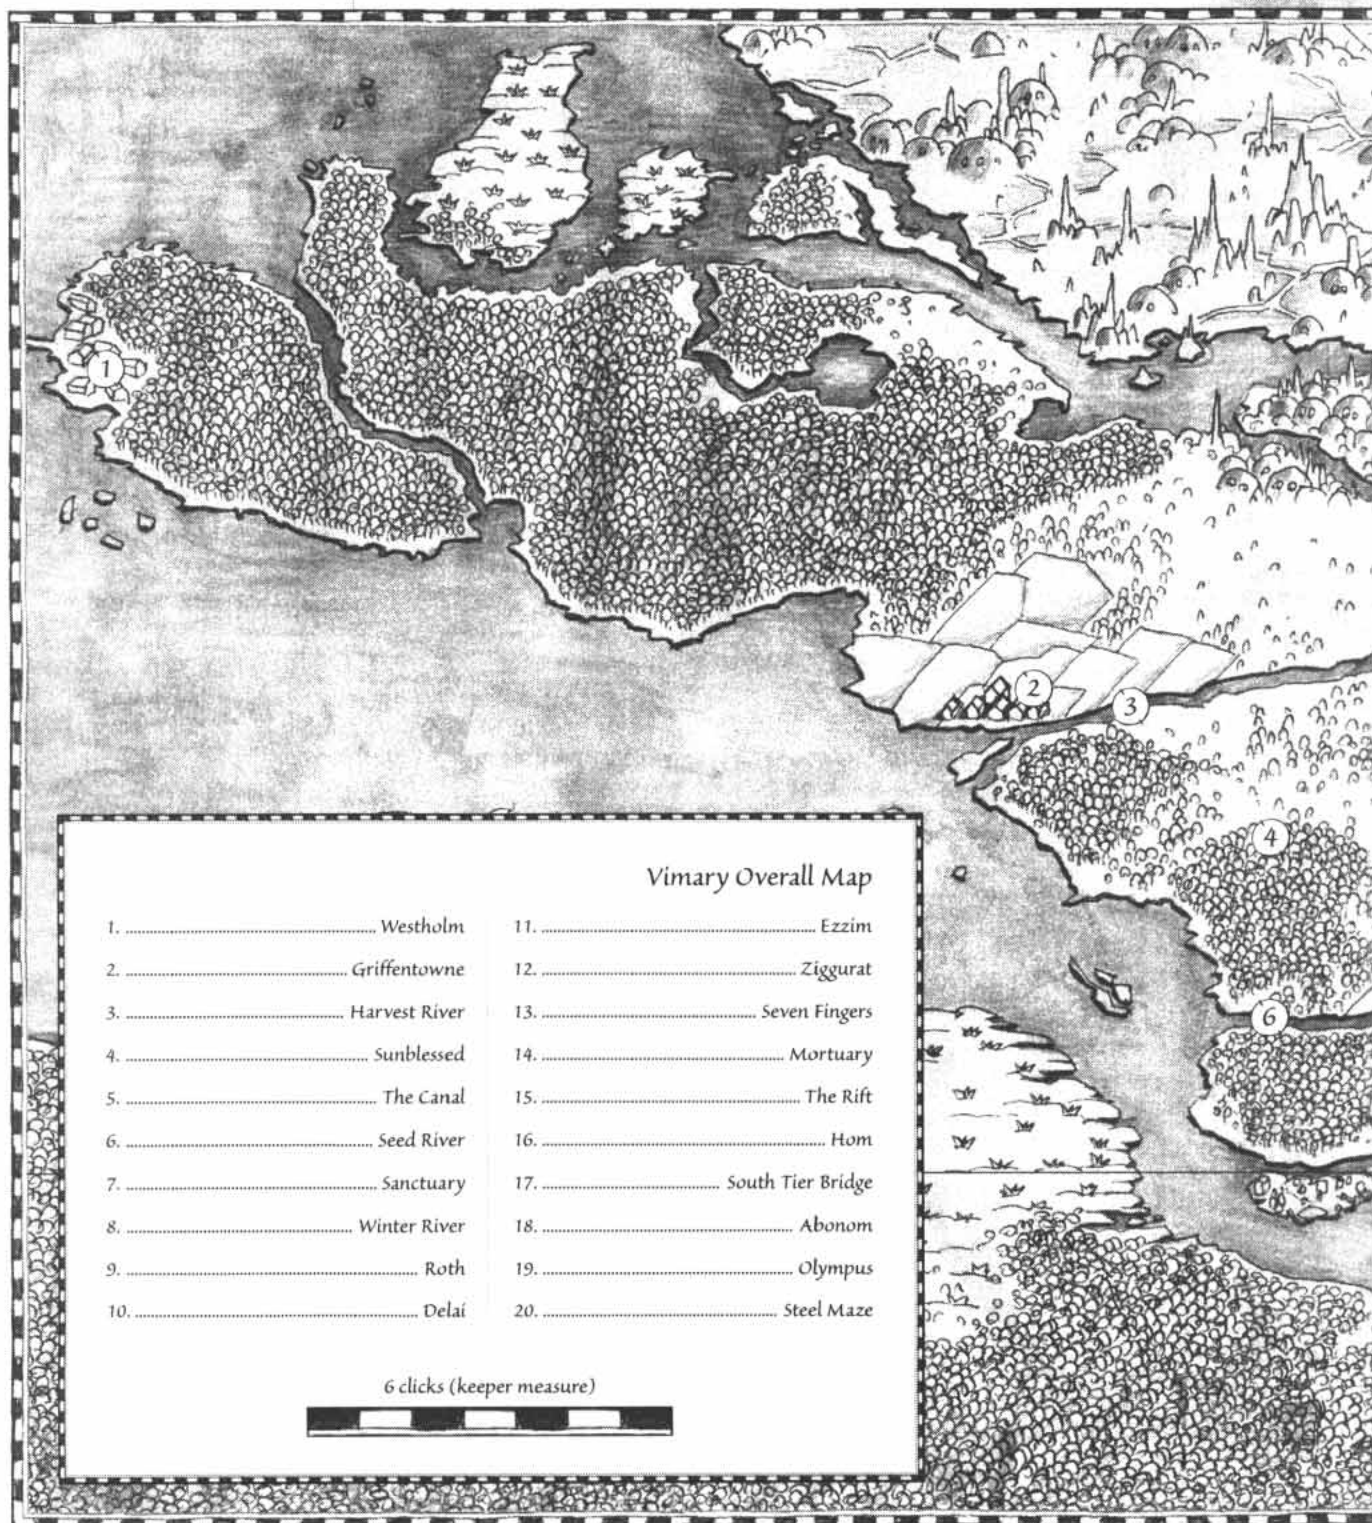 1
2
3
4
6
Vimary Overall Map
1. Westholm
2. Griffentowne
3. Harvest River
4. Sunblessed
5. The Canal
6. Seed River
7. Sanctuary
8. Winter River
9. Roth
10. Delai
11. Ezzim
12. Ziggurat
13. Seven Fingers
14. Mortuary
15. The Rift
16. Hom
17. South Tier Bridge
18. Abonom
19. Olympus
20. Steel Maze
6 clicks (keeper measure)